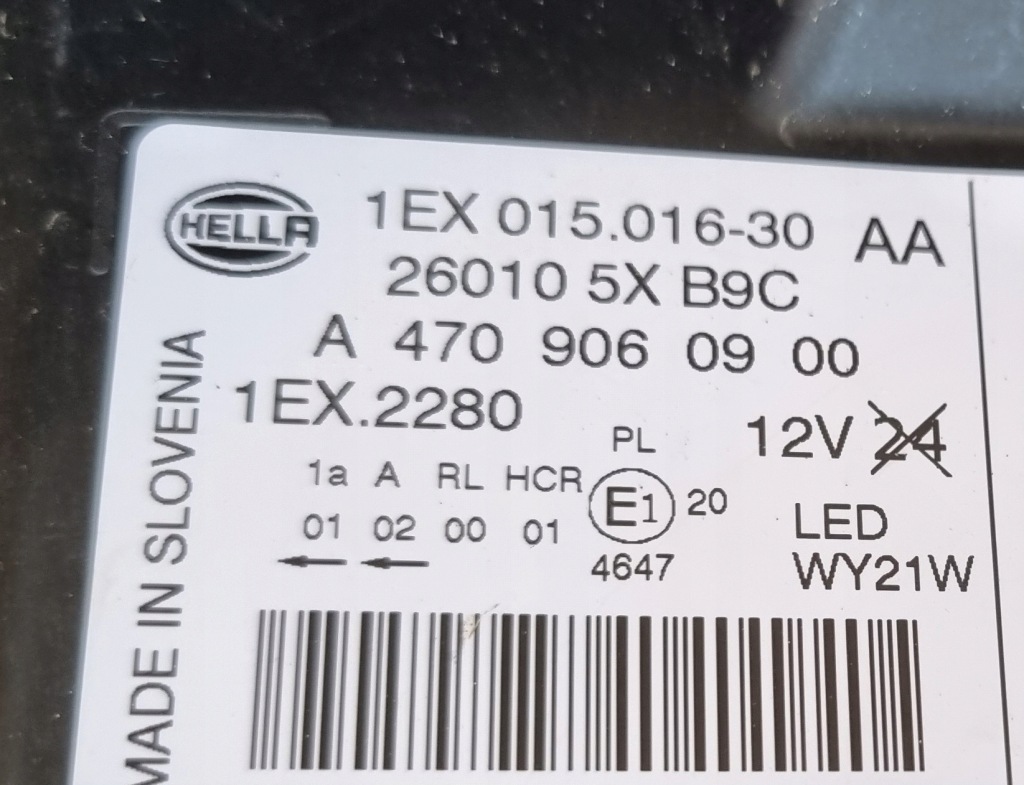 HELLA
1EX 015.016-30 AA
26010 5X B9C
A 470 906 09 00
1EX.2280
12V 24
PL
1a A RL HCR E1 20
01 02 00 01
4647
LED
WY21W
MADE IN SLOVENIA